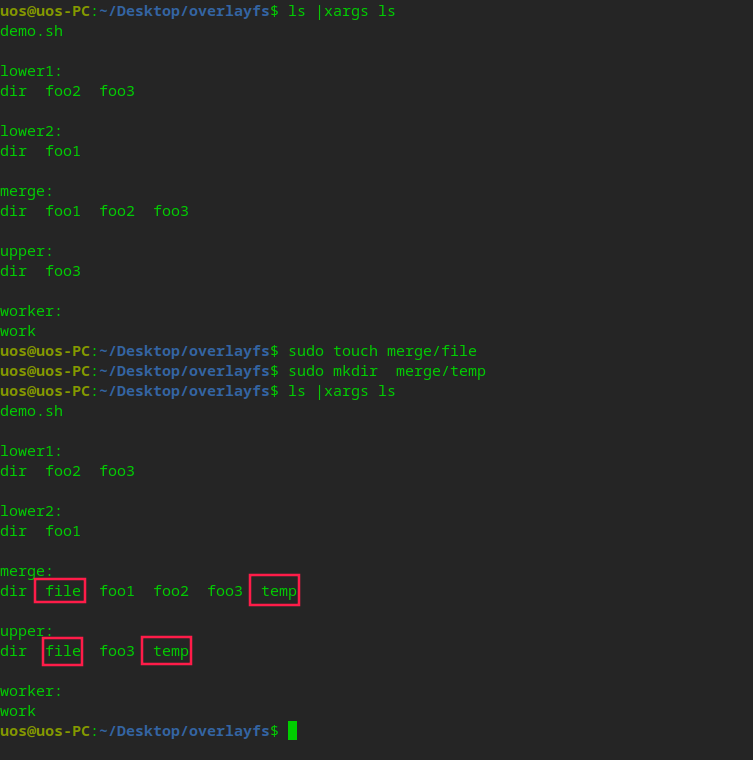 uos@uos-PC:~/Desktop/overlayfs$ ls |xargs ls
demo.sh
lower1:
dir  foo2  foo3
lower2:
dir  foo1
merge:
dir  foo1  foo2  foo3
upper:
dir  foo3
worker:
work
uos@uos-PC:~/Desktop/overlayfs$ sudo touch merge/file
uos@uos-PC:~/Desktop/overlayfs$ sudo mkdir  merge/temp
uos@uos-PC:~/Desktop/overlayfs$ ls |xargs ls
demo.sh
lower1:
dir  foo2  foo3
lower2:
dir  foo1
merge:
dir  file  foo1  foo2  foo3  temp
upper:
dir  file  foo3  temp
worker:
work
uos@uos-PC:~/Desktop/overlayfs$